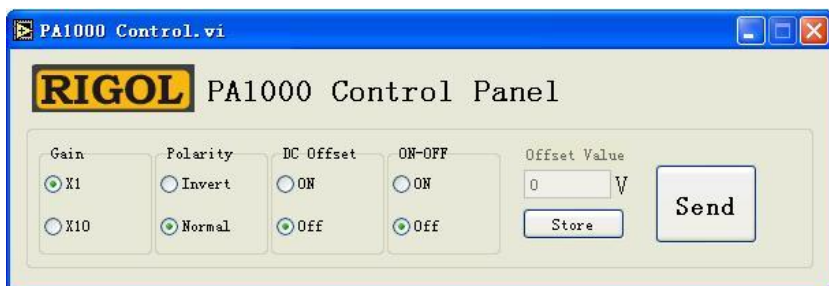 PA1000 Control.vi
RIGOL PA1000 Control Panel
Gain Polarity DC Offset ON-OFF Offset Value
X1 Invert ON ON 0 V
X10 Normal Off Off Store
Send